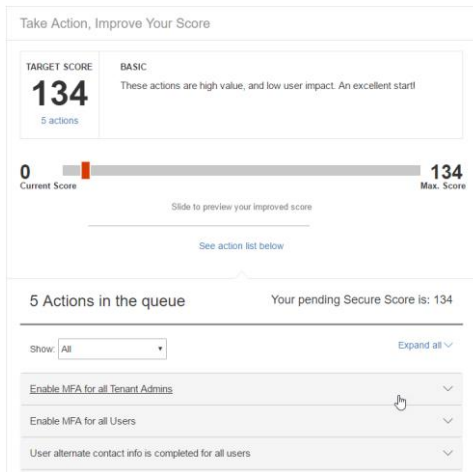 Take Action, Improve Your Score
TARGET SCORE
134
5 actions
BASIC
These actions are high value, and low user impact. An excellent start!
0
Current Score
134
Max. Score
Slide to preview your improved score
See action list below
5 Actions in the queue
Your pending Secure Score is: 134
Show: All
Expand all
Enable MFA for all Tenant Admins
Enable MFA for all Users
User alternate contact info is completed for all users